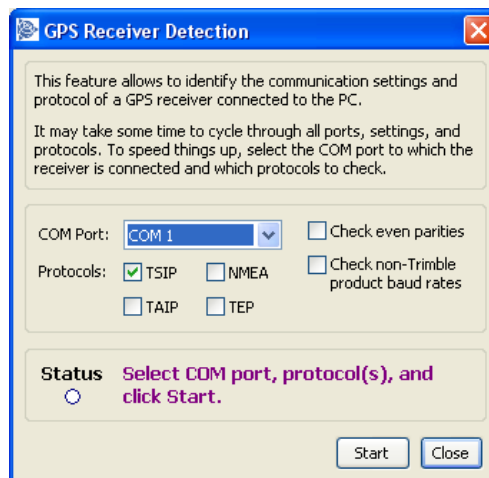 GPS Receiver Detection
This feature allows to identify the communication settings and
protocol of a GPS receiver connected to the PC.
It may take some time to cycle through all ports, settings, and
protocols. To speed things up, select the COM port to which the
receiver is connected and which protocols to check.
COM Port: COM 1 Check even parities
Protocols: TSIP NMEA Check non-Trimble
product baud rates
TAIP TEP
Status Select COM port, protocol(s), and
click Start.
Start Close